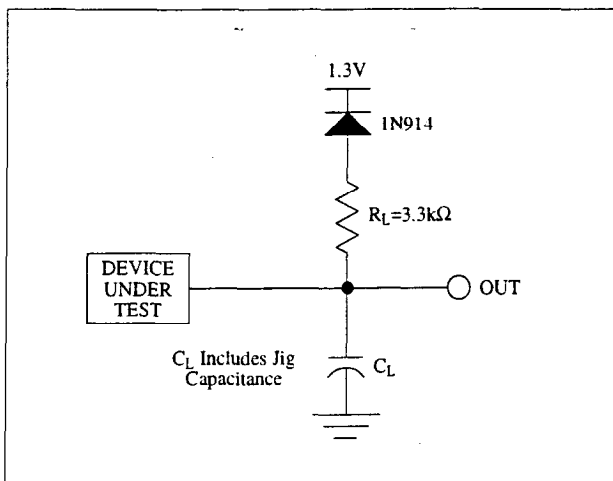 1.3V
1N914
R_L=3.3kΩ
DEVICE
UNDER
TEST
OUT
C_L Includes Jig
Capacitance
C_L